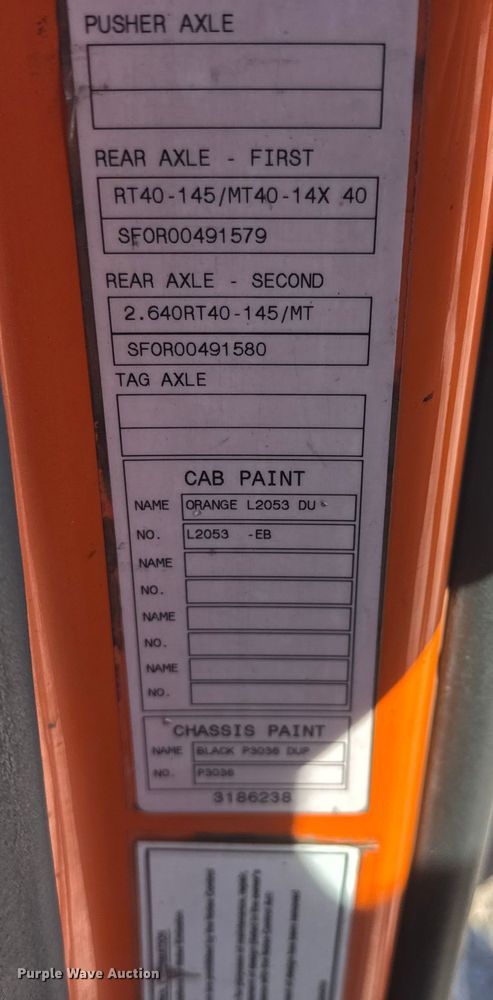 PUSHER AXLE
REAR AXLE - FIRST
RT40-145/MT40-14X 40
SFOR00491579
REAR AXLE - SECOND
2.640RT40-145/MT
SFOR00491580
TAG AXLE
CAB PAINT
NAME ORANGE L2053 DU
NO. L2053 -EB
NAME
NO.
NAME
NO.
NAME
NO.
CHASSIS PAINT
NAME BLACK P3036 DUP
NO. P3036
3186238
Purple Wave Auction